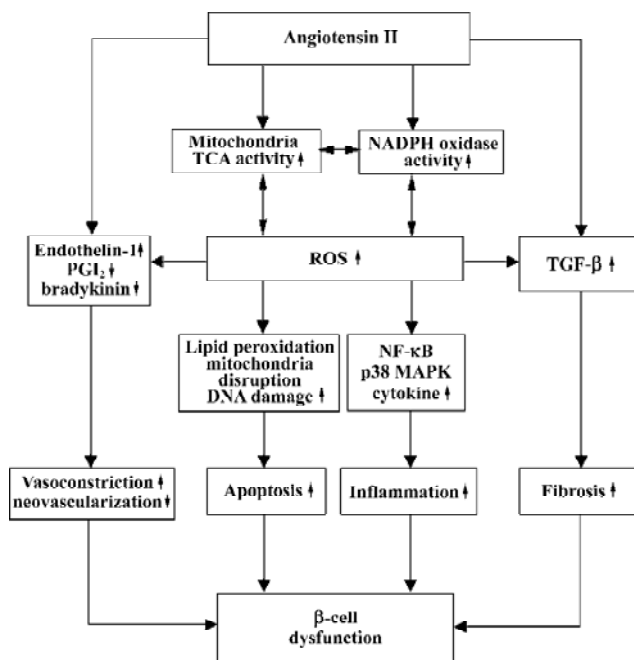 Angiotensin II
Mitochondria
TCA activity↑
NADPH oxidase
activity↑
Endothelin-1↑
PGI₂↓
bradykinin↓
ROS ↑
TGF-β ↑
Lipid peroxidation
mitochondria
disruption
DNA damage ↑
NF-κB
p38 MAPK
cytokine ↑
Vasoconstriction ↑
neovascularization↓
Apoptosis ↑
Inflammation ↑
Fibrosis ↑
β-cell
dysfunction